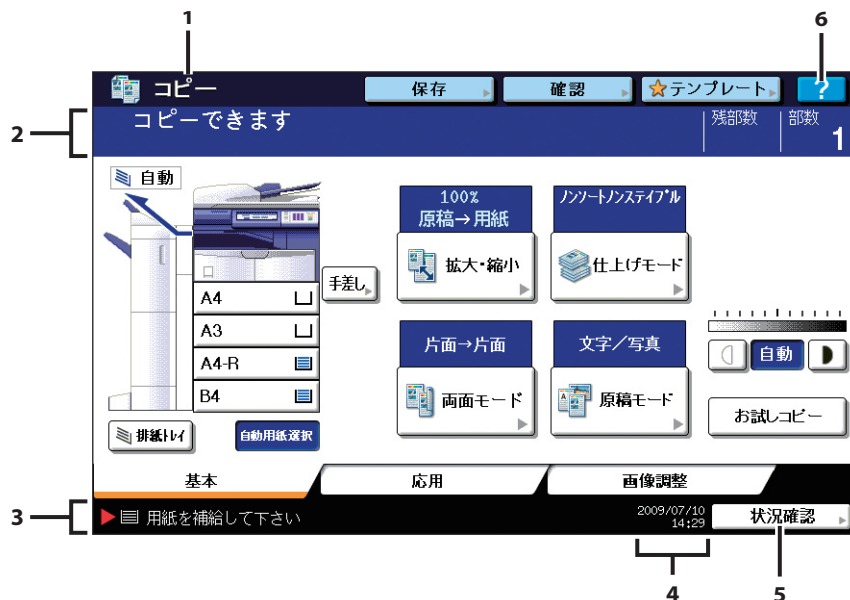 1
6
コピー
保存
確認
テンプレート
?
2
コピーできます
残部数
部数
1
自動
100%
原稿→用紙
拡大・縮小
ノンソートノンステイプル
仕上げモード
手差し
A4
A3
A4-R
B4
片面→片面
両面モード
文字/写真
原稿モード
自動
お試しコピー
排紙トレイ
自動用紙選択
基本
応用
画像調整
3
用紙を補給して下さい
2009/07/10
14:29
状況確認
4
5